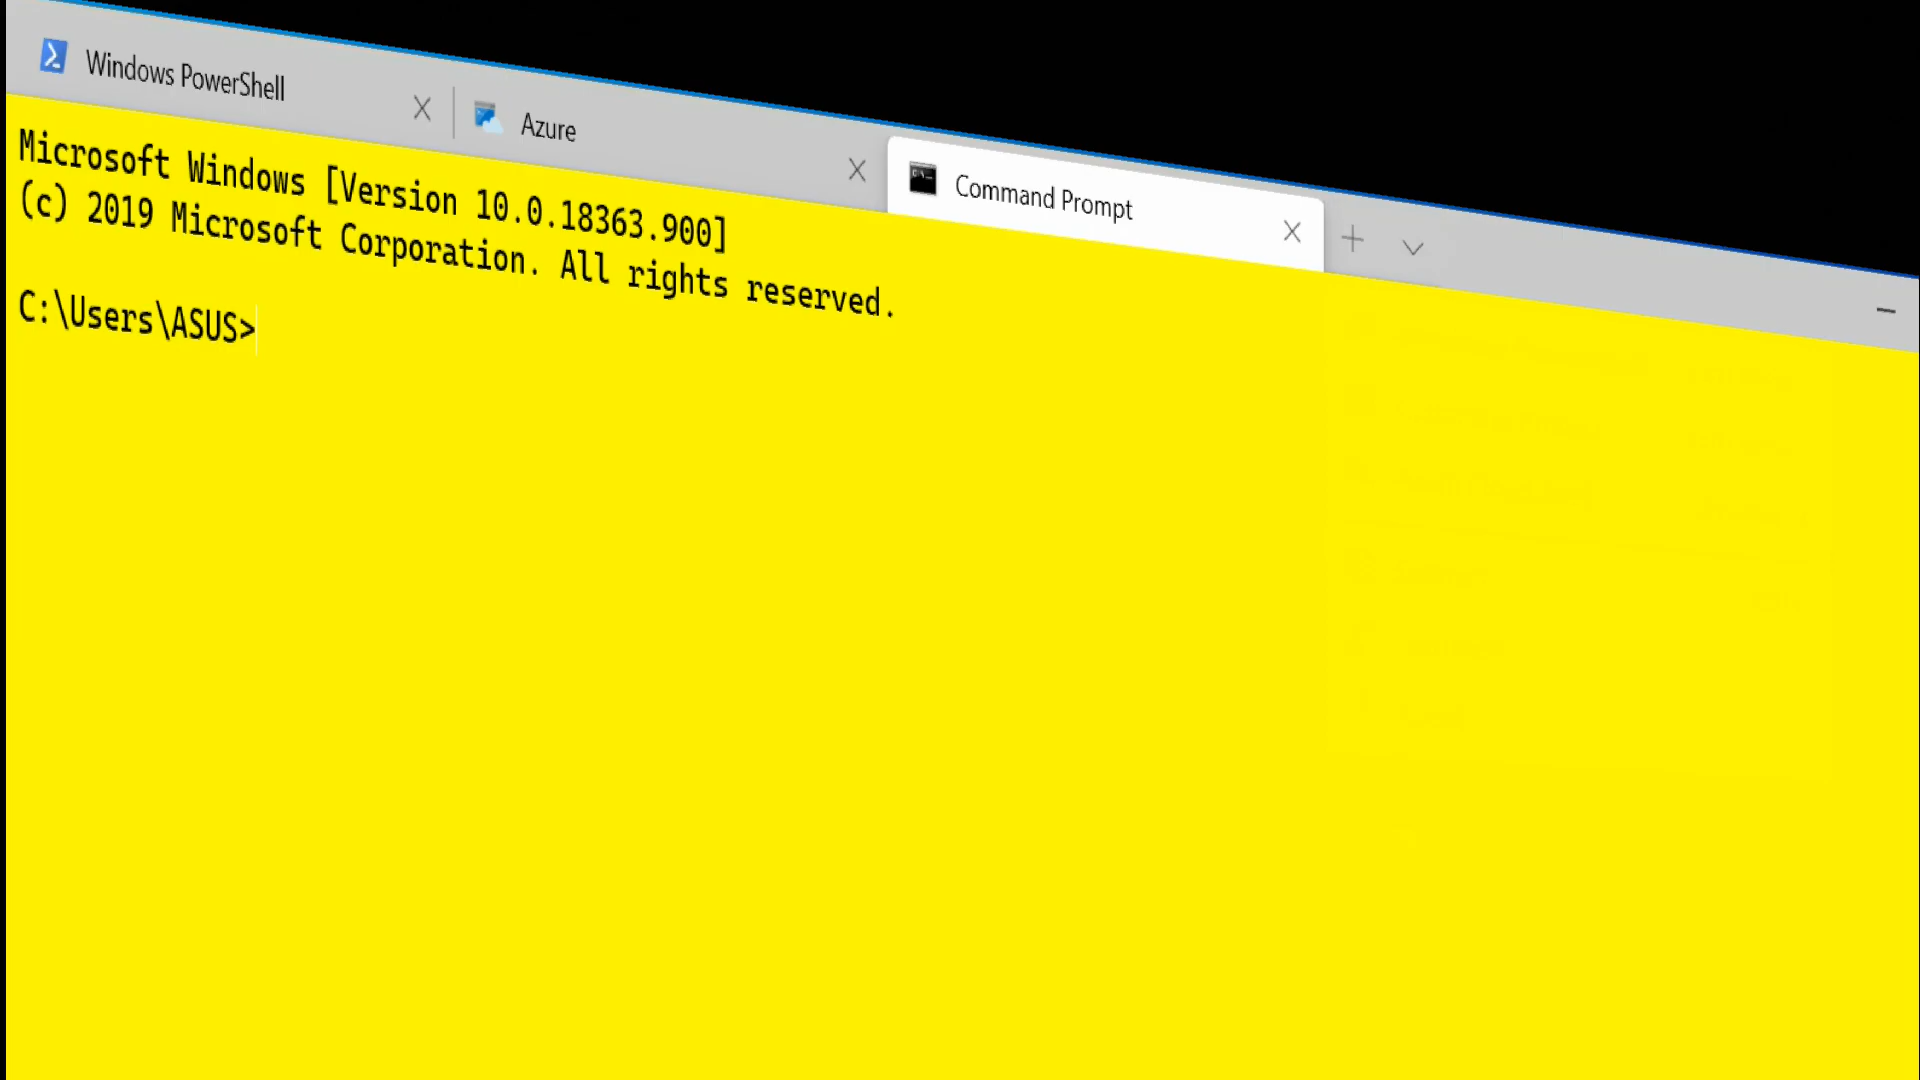 Windows PowerShell
Azure
Command Prompt
Microsoft Windows [Version 10.0.18363.900]
(c) 2019 Microsoft Corporation. All rights reserved.
C:\Users\ASUS>